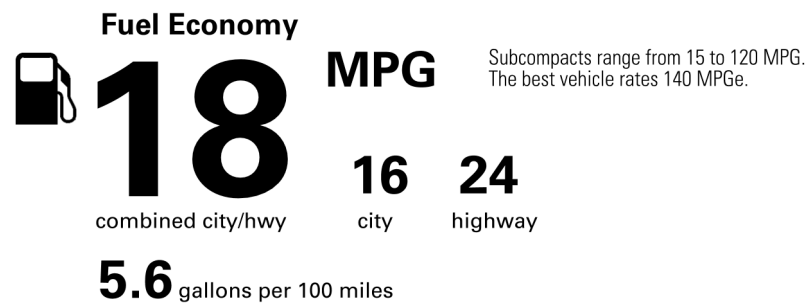 Fuel Economy
18 MPG
Subcompacts range from 15 to 120 MPG.
The best vehicle rates 140 MPGe.
16 24
combined city/hwy city highway
5.6 gallons per 100 miles